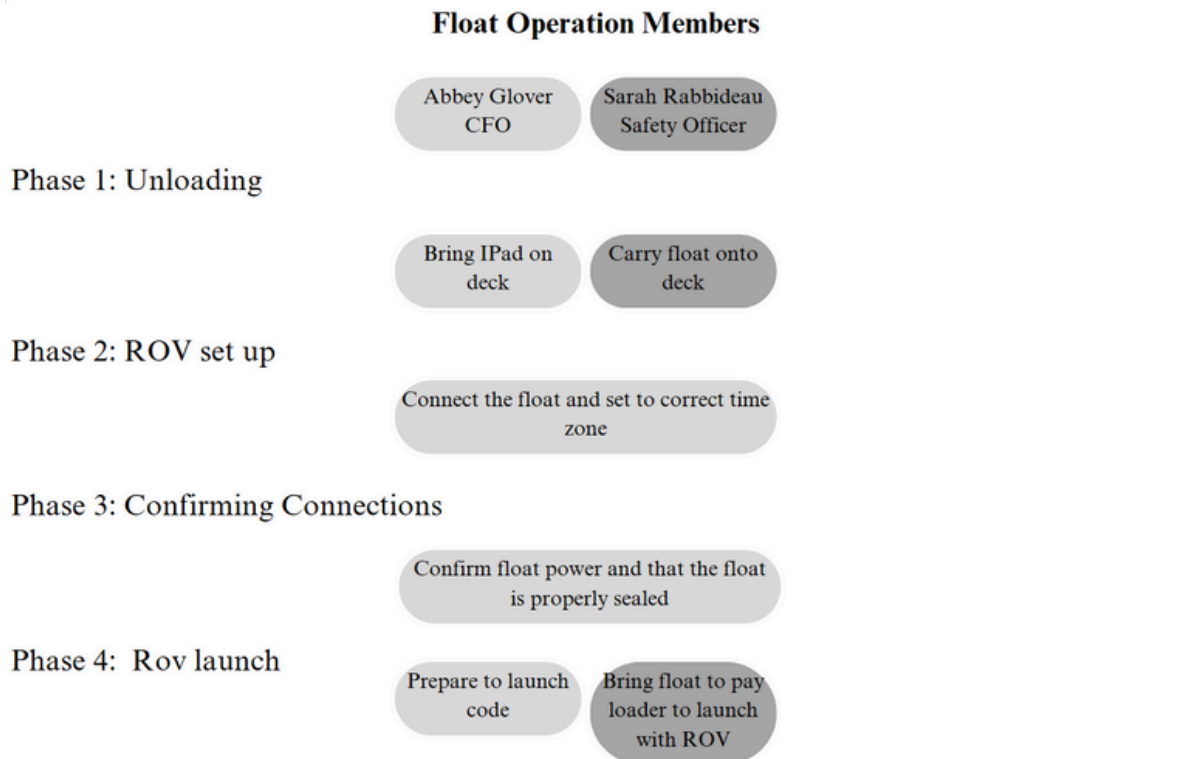 Float Operation Members
Abbey Glover
CFO
Sarah Rabbideau
Safety Officer
Phase 1: Unloading
Bring IPad on
deck
Carry float onto
deck
Phase 2: ROV set up
Connect the float and set to correct time
zone
Phase 3: Confirming Connections
Confirm float power and that the float
is properly sealed
Phase 4:  Rov launch
Prepare to launch
code
Bring float to pay
loader to launch
with ROV